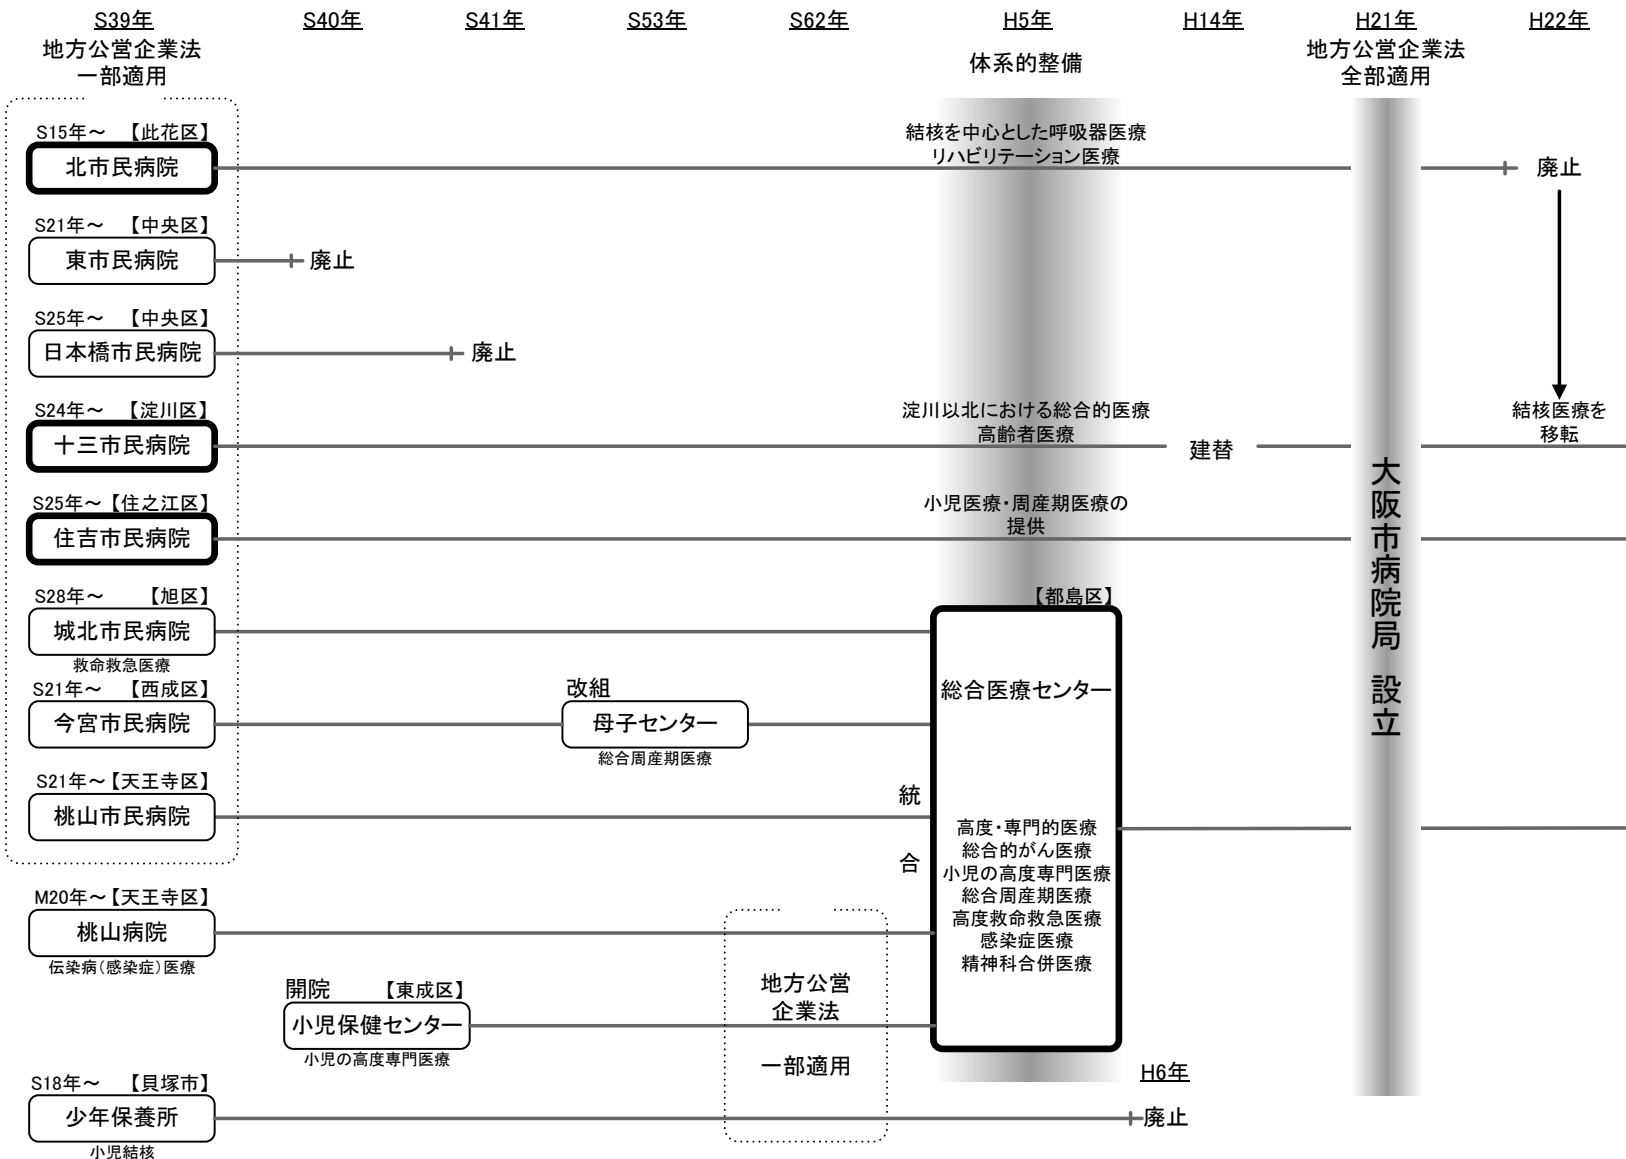 S39年
S40年
S41年
S53年
S62年
H5年
H14年
H21年
H22年
地方公営企業法
一部適用
体系的整備
地方公営企業法
全部適用
S15年～ 【此花区】
北市民病院
結核を中心とした呼吸器医療
リハビリテーション医療
廃止
S21年～ 【中央区】
東市民病院
廃止
S25年～ 【中央区】
日本橋市民病院
廃止
S24年～ 【淀川区】
十三市民病院
淀川以北における総合的医療
高齢者医療
建替
結核医療を
移転
S25年～【住之江区】
住吉市民病院
小児医療・周産期医療の
提供
大阪市病院局 設立
S28年～ 【旭区】
城北市民病院
救命救急医療
【都島区】
総合医療センター
S21年～ 【西成区】
今宮市民病院
改組
母子センター
総合周産期医療
S21年～【天王寺区】
桃山市民病院
統合
高度・専門的医療
総合的がん医療
小児の高度専門医療
総合周産期医療
高度救命救急医療
感染症医療
精神科合併医療
M20年～【天王寺区】
桃山病院
伝染病（感染症）医療
開院 【東成区】
小児保健センター
小児の高度専門医療
地方公営
企業法
一部適用
S18年～ 【貝塚市】
少年保養所
小児結核
H6年
廃止